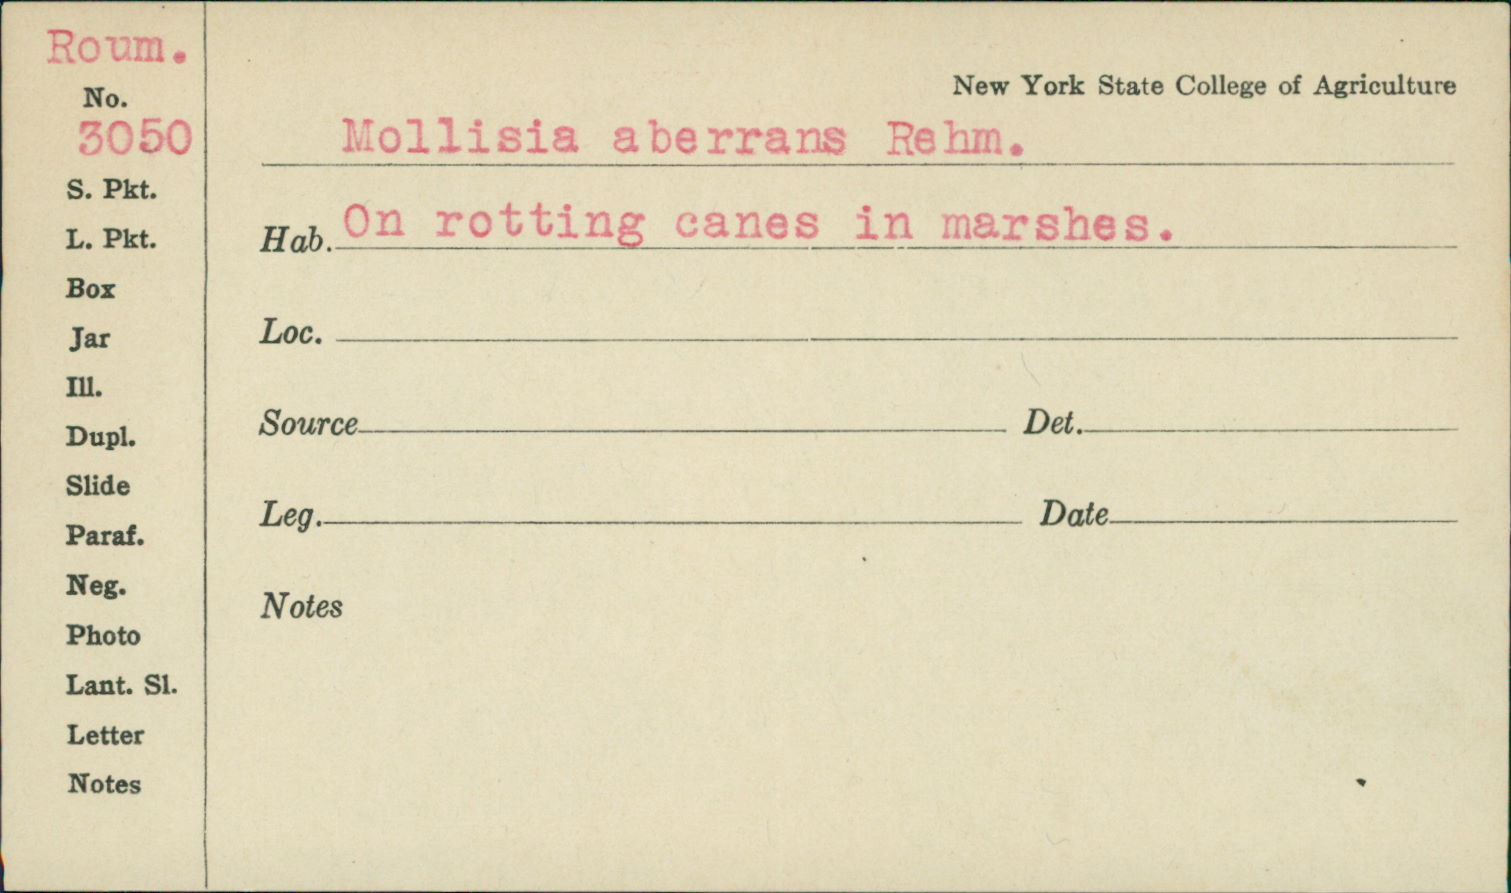 Roum.
No.
3050
S. Pkt.
L. Pkt.
Box
Jar
Ill.
Dupl.
Slide
Paraf.
Neg.
Photo
Lant. Sl.
Letter
Notes
New York State College of Agriculture
Mollisia aberrans Rehm.
Hab. On rotting canes in marshes.
Loc.
Source Det.
Leg. Date
Notes